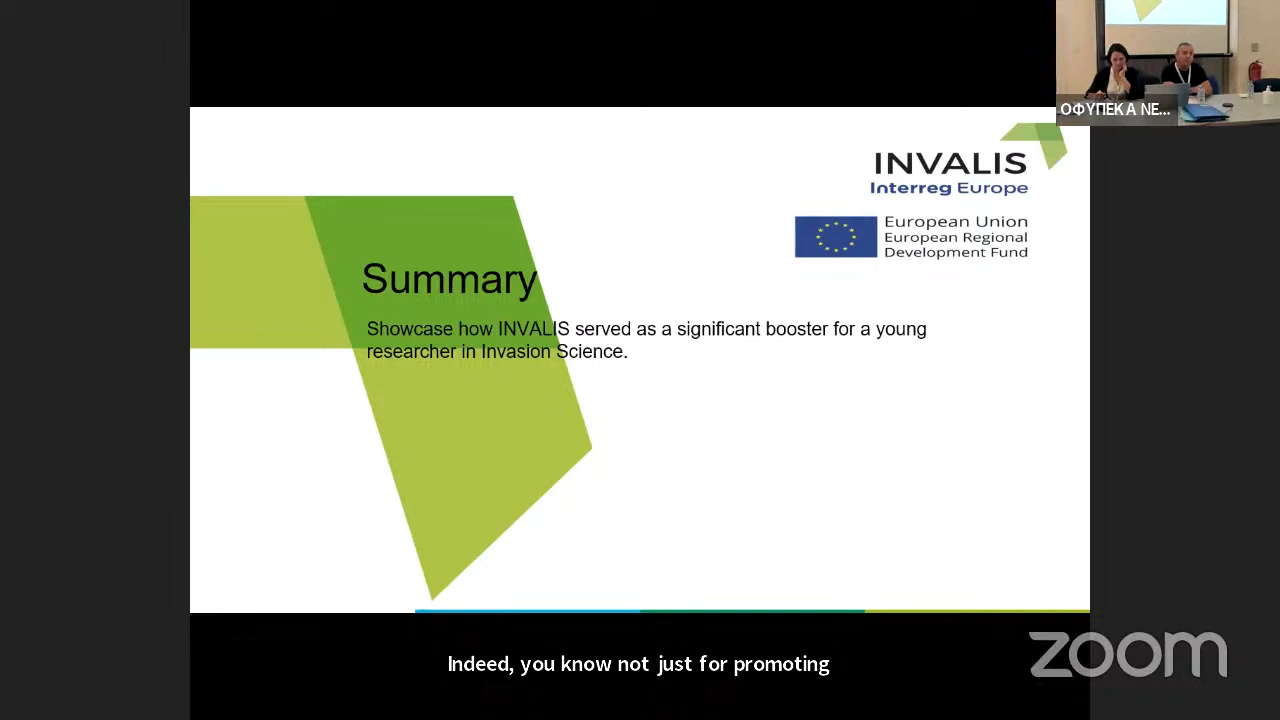 ΟΦΥΠΕΚΑ ΝΕ...
INVALIS
Interreg Europe
European Union
European Regional
Development Fund
Summary
Showcase how INVALIS served as a significant booster for a young
researcher in Invasion Science.
Indeed, you know not just for promoting
zoom